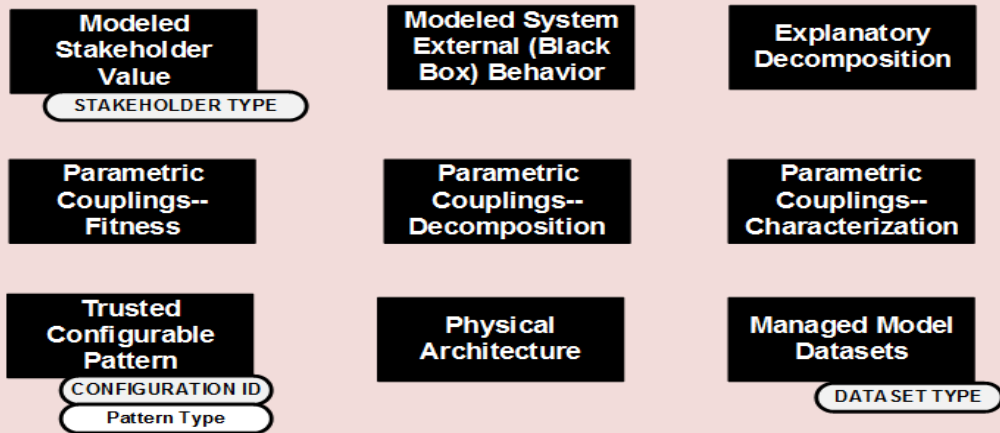 Modeled
Stakeholder
Value
STAKEHOLDER TYPE
Modeled System
External (Black
Box) Behavior
Explanatory
Decomposition
Parametric
Couplings--
Fitness
Parametric
Couplings--
Decomposition
Parametric
Couplings--
Characterization
Trusted
Configurable
Pattern
CONFIGURATION ID
Pattern Type
Physical
Architecture
Managed Model
Datasets
DATASET TYPE